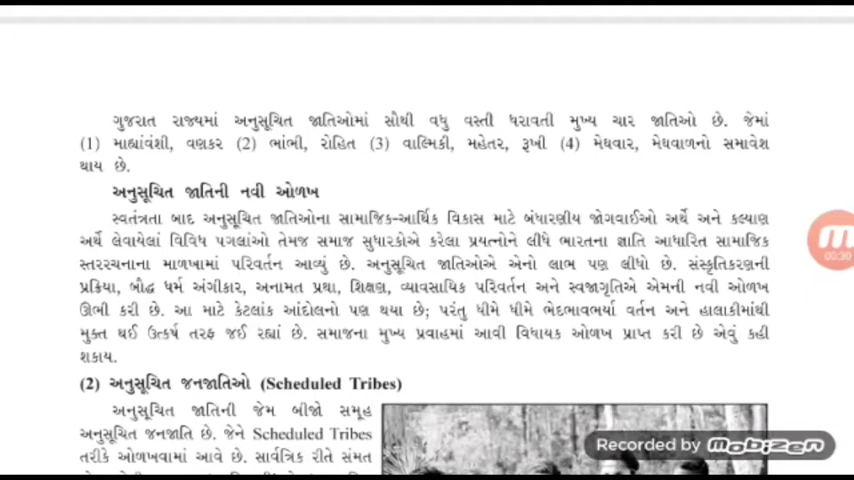 ગુજરાત રાજ્યમાં અનુસૂચિત જાતિઓમાં સૌથી વધુ વસ્તી ધરાવતી મુખ્ય ચાર જાતિઓ છે. જેમાં
(1) માહ્યાંવંશી, વણકર (2) ભાંભી, રોહિત (3) વાલ્મિકી, મહેતર, રૂખી (4) મેઘવાર, મેઘવાળનો સમાવેશ
થાય છે.
અનુસૂચિત જાતિની નવી ઓળખ
સ્વતંત્રતા બાદ અનુસૂચિત જાતિઓના સામાજિક-આર્થિક વિકાસ માટે બંધારણીય જોગવાઈઓ અર્થે અને કલ્યાણ
અર્થે લેવાયેલાં વિવિધ પગલાંઓ તેમજ સમાજ સુધારકોએ કરેલા પ્રયત્નોને લીધે ભારતના જ્ઞાતિ આધારિત સામાજિક
સ્તરરચનાના માળખામાં પરિવર્તન આવ્યું છે. અનુસૂચિત જાતિઓએ એનો લાભ પણ લીધો છે. સંસ્કૃતિકરણની
પ્રક્રિયા, બૌદ્ધ ધર્મ અંગીકાર, અનામત પ્રથા, શિક્ષણ, વ્યાવસાયિક પરિવર્તન અને સ્વજાગૃતિએ એમની નવી ઓળખ
ઊભી કરી છે. આ માટે કેટલાંક આંદોલનો પણ થયા છે; પરંતુ ધીમે ધીમે ભેદભાવભર્યા વર્તન અને હાલાકીમાંથી
મુક્ત થઈ ઉત્કર્ષ તરફ જઈ રહ્યાં છે. સમાજના મુખ્ય પ્રવાહમાં આવી વિધાયક ઓળખ પ્રાપ્ત કરી છે એવું કહી
શકાય.
(2) અનુસૂચિત જનજાતિઓ (Scheduled Tribes)
અનુસૂચિત જાતિની જેમ બીજો સમૂહ
અનુસૂચિત જનજાતિ છે. જેને Scheduled Tribes
તરીકે ઓળખવામાં આવે છે. સાર્વત્રિક રીતે સંમત
00:30
Recorded by mobizen